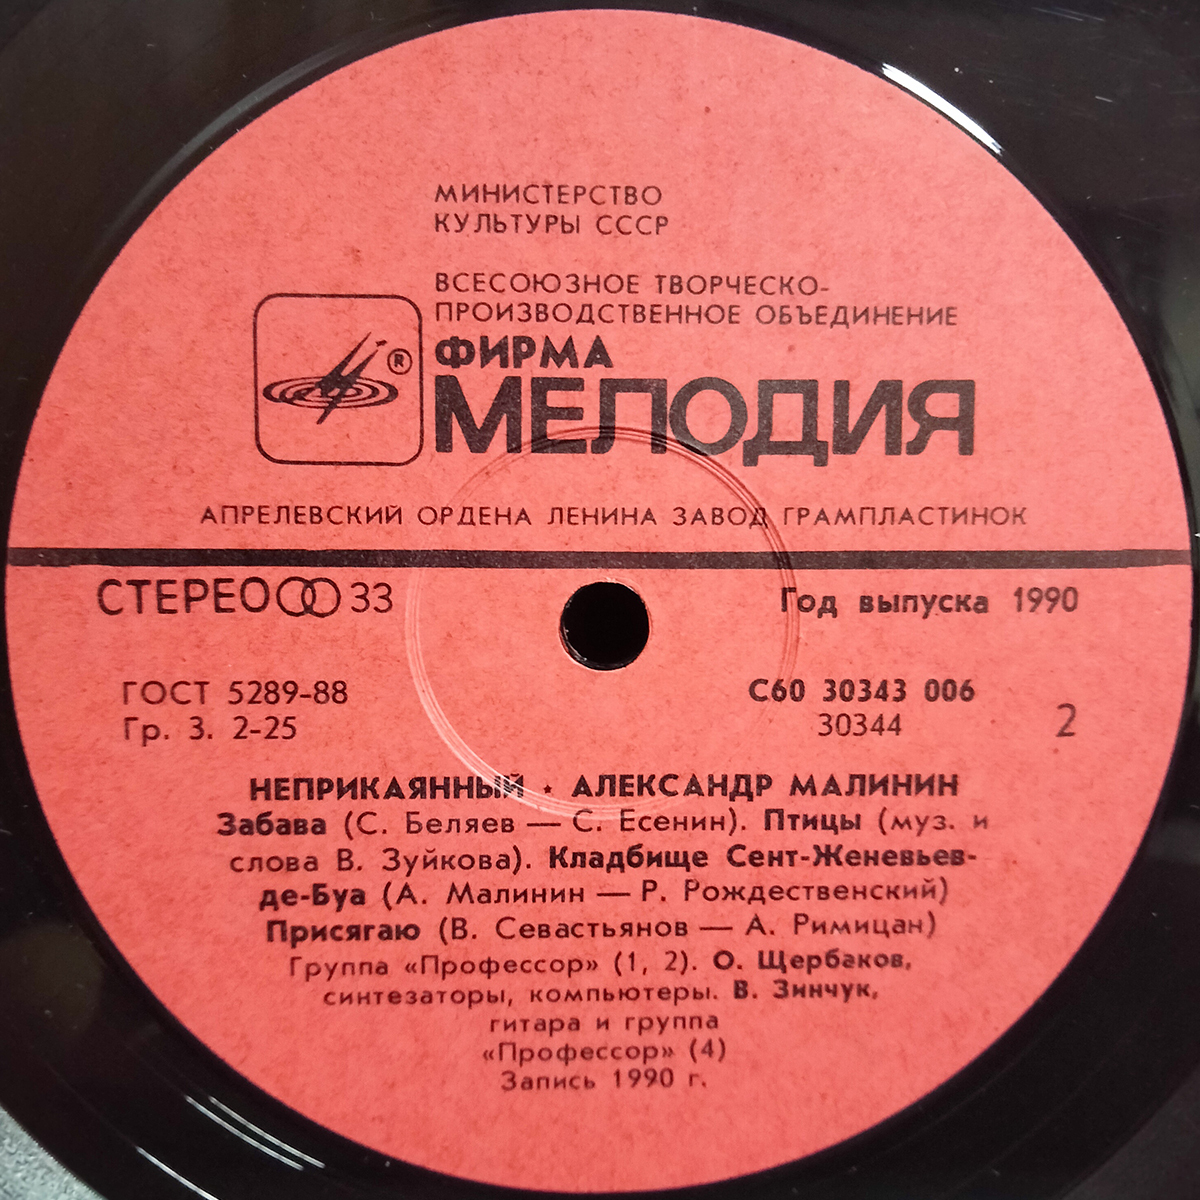 МИНИСТЕРСТВО
КУЛЬТУРЫ СССР
ВСЕСОЮЗНОЕ ТВОРЧЕСКО-
ПРОИЗВОДСТВЕННОЕ ОБЪЕДИНЕНИЕ
ФИРМА
®
МЕЛОДИЯ
АПРЕЛЕВСКИЙ ОРДЕНА ЛЕНИНА ЗАВОД ГРАМПЛАСТИНОК
СТЕРЕО 33
Год выпуска 1990
ГОСТ 5289-88
С60 30343 006
Гр. 3. 2-25
30344
2
НЕПРИКАЯННЫЙ · АЛЕКСАНДР МАЛИНИН
Забава (С. Беляев — С. Есенин). Птицы (муз. и
слова В. Зуйкова). Кладбище Сент-Женевьев-
де-Буа (А. Малинин — Р. Рождественский)
Присягаю (В. Севастьянов — А. Римицан)
Группа «Профессор» (1, 2). О. Щербаков,
синтезаторы, компьютеры. В. Зинчук,
гитара и группа
«Профессор» (4)
Запись 1990 г.